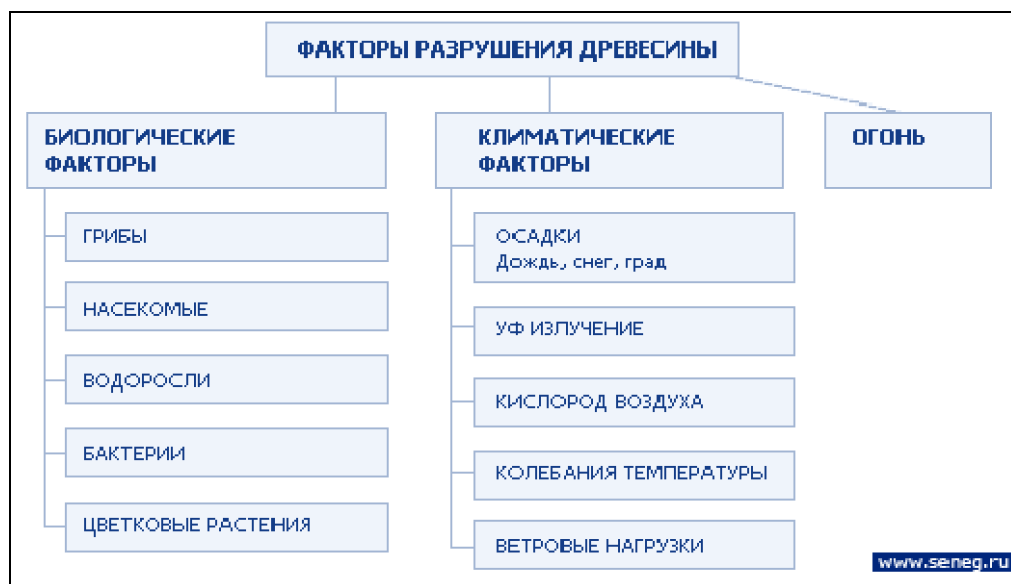 ФАКТОРЫ РАЗРУШЕНИЯ ДРЕВЕСИНЫ
БИОЛОГИЧЕСКИЕ
ФАКТОРЫ
ГРИБЫ
НАСЕКОМЫЕ
ВОДОРОСЛИ
БАКТЕРИИ
ЦВЕТКОВЫЕ РАСТЕНИЯ
КЛИМАТИЧЕСКИЕ
ФАКТОРЫ
ОСАДКИ
Дождь, снег, град
УФ ИЗЛУЧЕНИЕ
КИСЛОРОД ВОЗДУХА
КОЛЕБАНИЯ ТЕМПЕРАТУРЫ
ВЕТРОВЫЕ НАГРУЗКИ
ОГОНЬ
www.seneg.ru